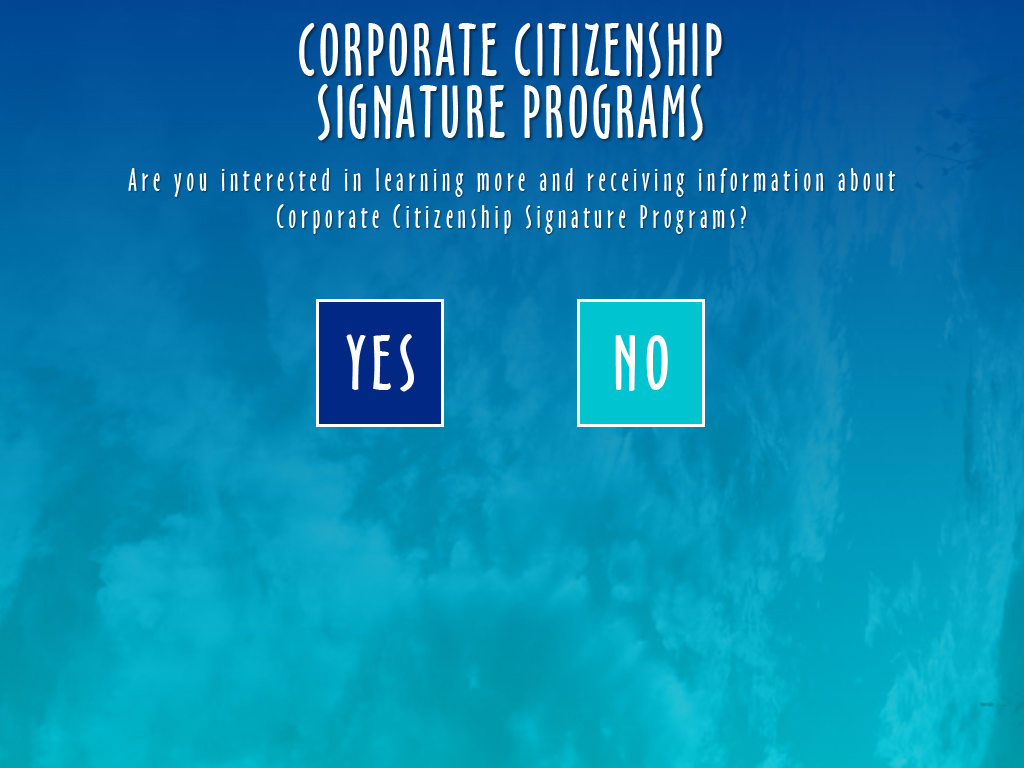 CORPORATE CITIZENSHIP
SIGNATURE PROGRAMS
Are you interested in learning more and receiving information about
Corporate Citizenship Signature Programs?
YES
NO